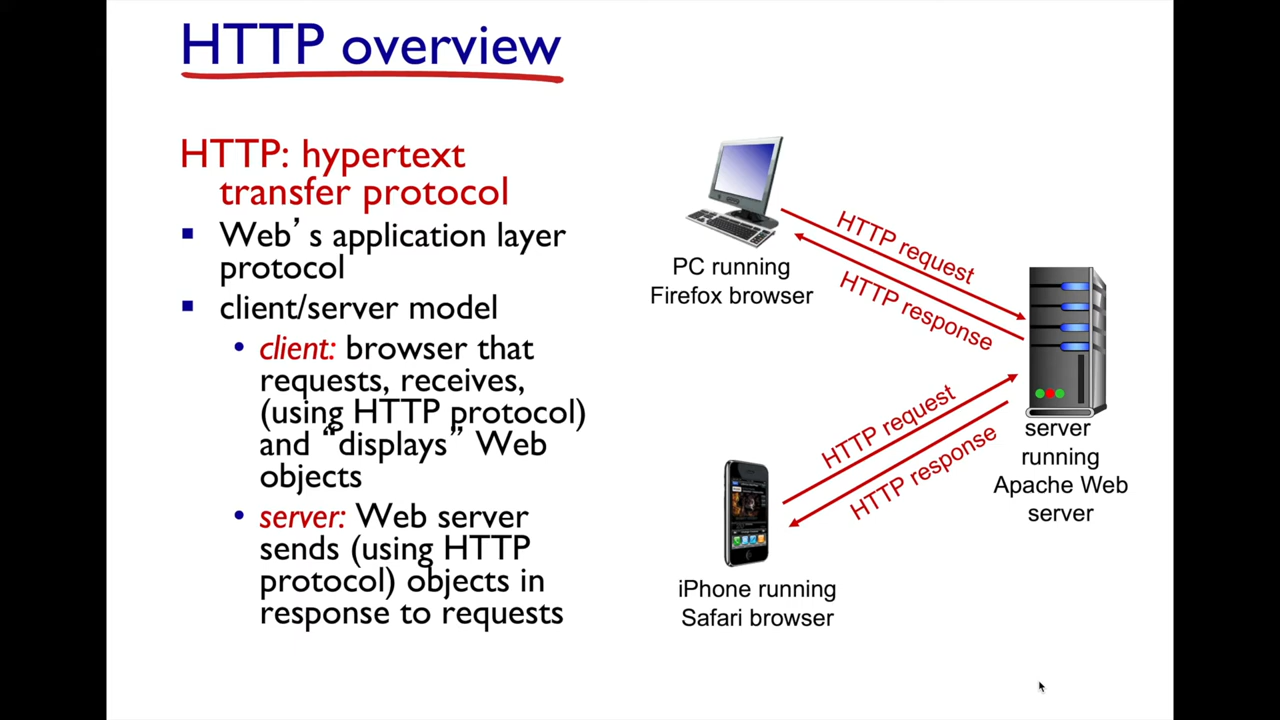 HTTP overview
HTTP: hypertext
transfer protocol
Web's application layer
protocol
client/server model
client: browser that
requests, receives,
(using HTTP protocol)
and “displays” Web
objects
server: Web server
sends (using HTTP
protocol) objects in
response to requests
PC running
Firefox browser
HTTP request
HTTP response
HTTP request
HTTP response
server
running
Apache Web
server
iPhone running
Safari browser